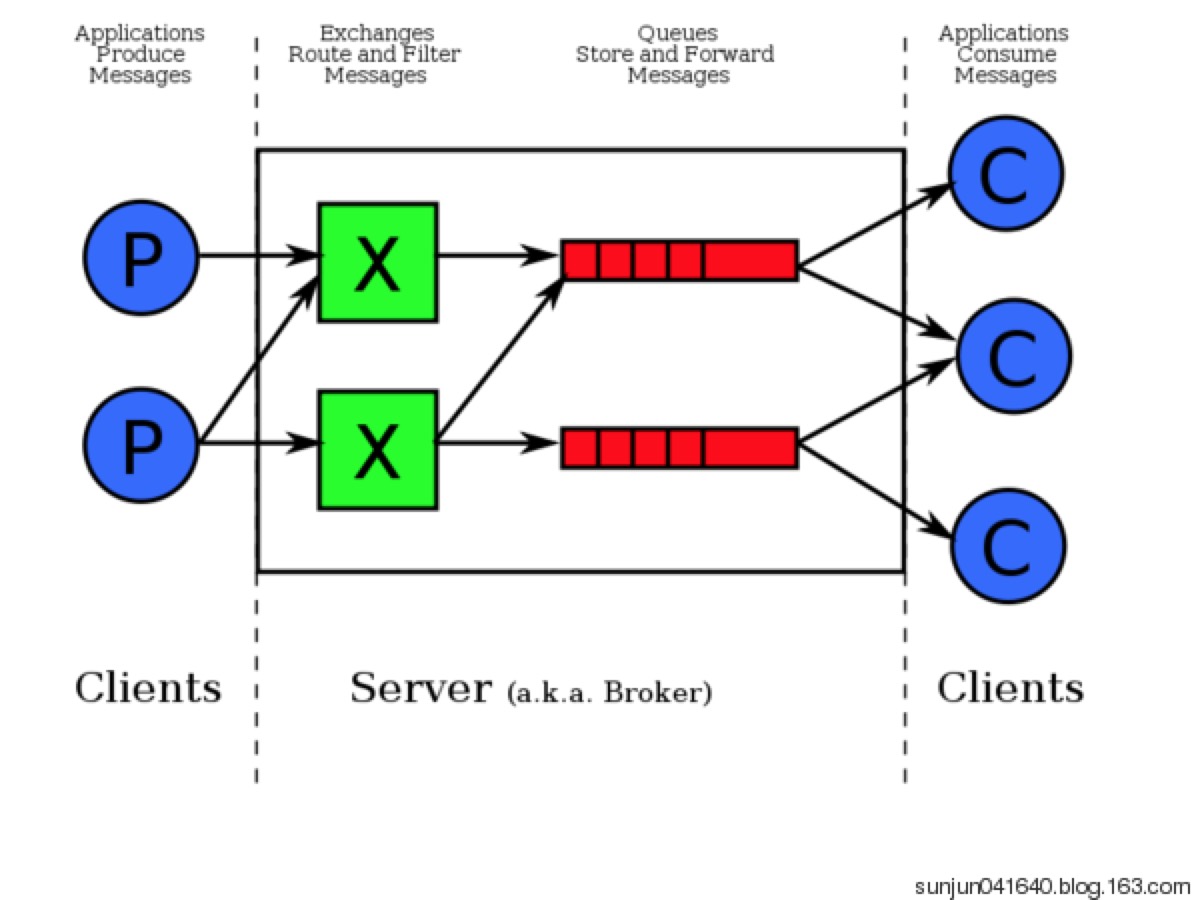 Applications
Produce
Messages
Exchanges
Route and Filter
Messages
Queues
Store and Forward
Messages
Applications
Consume
Messages
P
X
C
C
P
X
C
Clients
Server (a.k.a. Broker)
Clients
sunjun041640.blog.163.com